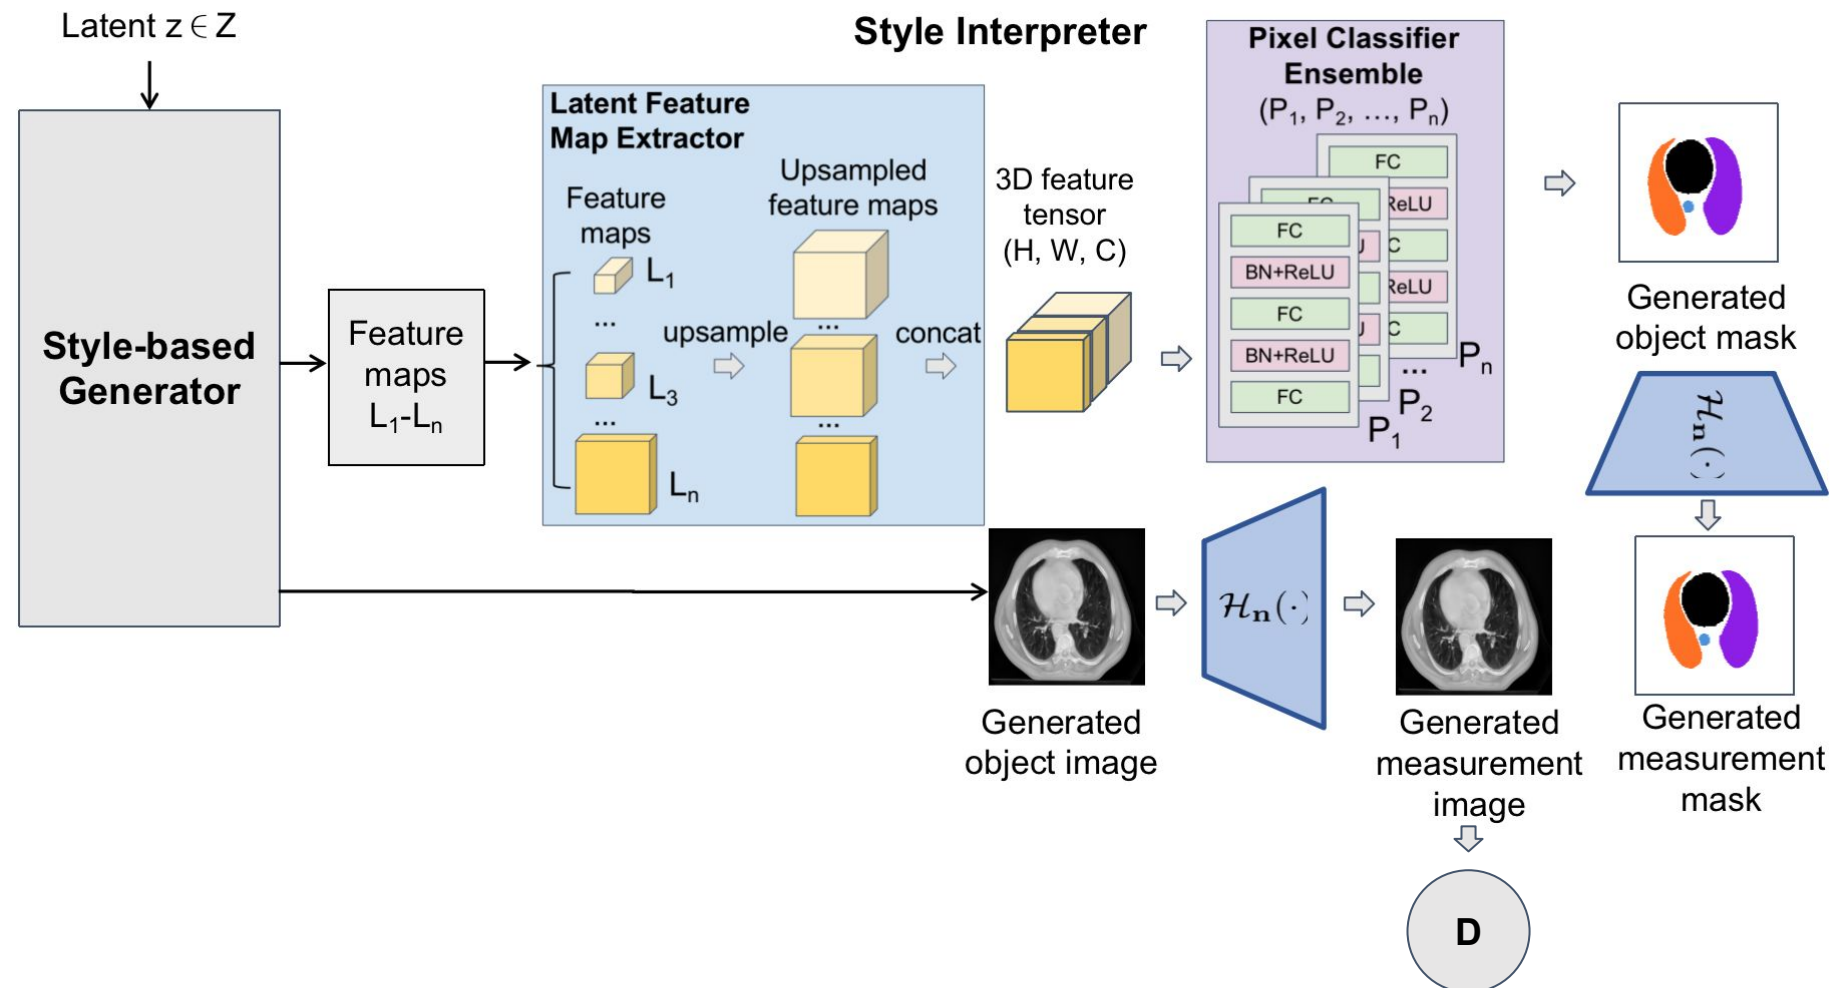 Latent z ∈ Z
Style-based
Generator
Feature
maps
L₁-Lₙ
Style Interpreter
Latent Feature
Map Extractor
Feature
maps
L₁
...
L₃
...
Lₙ
upsample
Upsampled
feature maps
...
...
concat
3D feature
tensor
(H, W, C)
Pixel Classifier
Ensemble
(P₁, P₂, ..., Pₙ)
FC
BN+ReLU
FC
BN+ReLU
FC
P₁
FC
U
U
P₂
...
FC
ReLU
C
ReLU
C
Pₙ
Generated
object mask
ℋₙ(·)
Generated
measurement
mask
Generated
object image
ℋₙ(·)
Generated
measurement
image
D